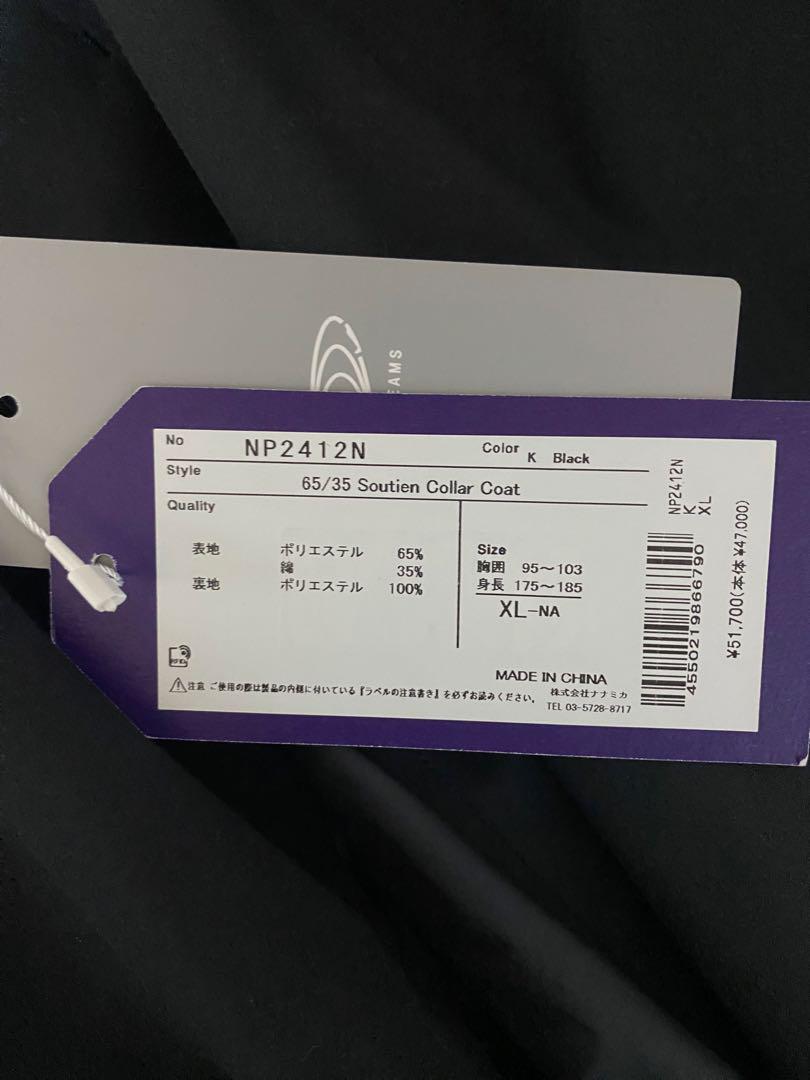 EAMS
No NP2412N Color K Black
Style 65/35 Soutien Collar Coat
Quality
表地 ポリエステル 65%
綿 35%
裏地 ポリエステル 100%
Size
胸囲 95〜103
身長 175〜185
XL-NA
MADE IN CHINA
⚠注意 ご使用の際は製品の内側に付いている『ラベルの注意書き』を必ずお読みください。
株式会社ナナミカ
TEL 03-5728-8717
NP2412N
K
XL
4550219866790
¥51,700(本体 ¥47,000)